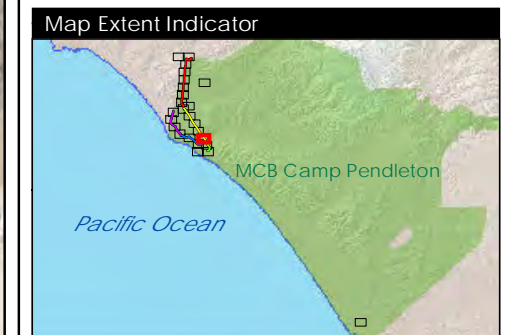 Map Extent Indicator
MCB Camp Pendleton
Pacific Ocean